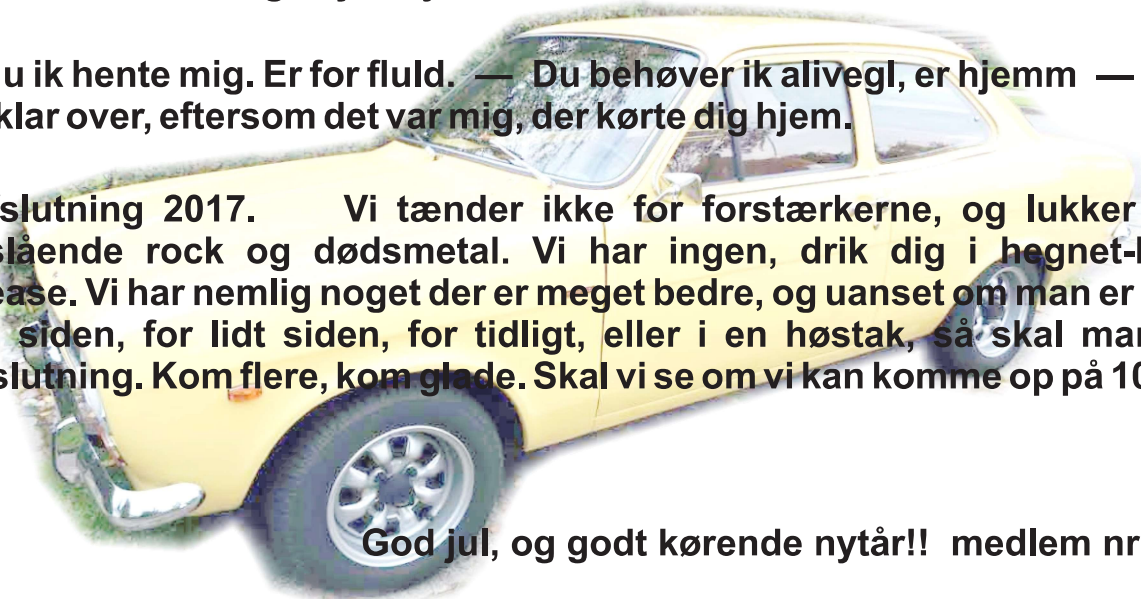 u ik hente mig. Er for fluld. — Du behøver ik alivegl, er hjemm —
klar over, eftersom det var mig, der kørte dig hjem.
slutning 2017. Vi tænder ikke for forstærkerne, og lukker
slående rock og dødsmetal. Vi har ingen, drik dig i hegnet-
ease. Vi har nemlig noget der er meget bedre, og uanset om man er
siden, for lidt siden, for tidligt, eller i en høstak, så skal man
slutning. Kom flere, kom glade. Skal vi se om vi kan komme op på 10
God jul, og godt kørende nytår!! medlem nr